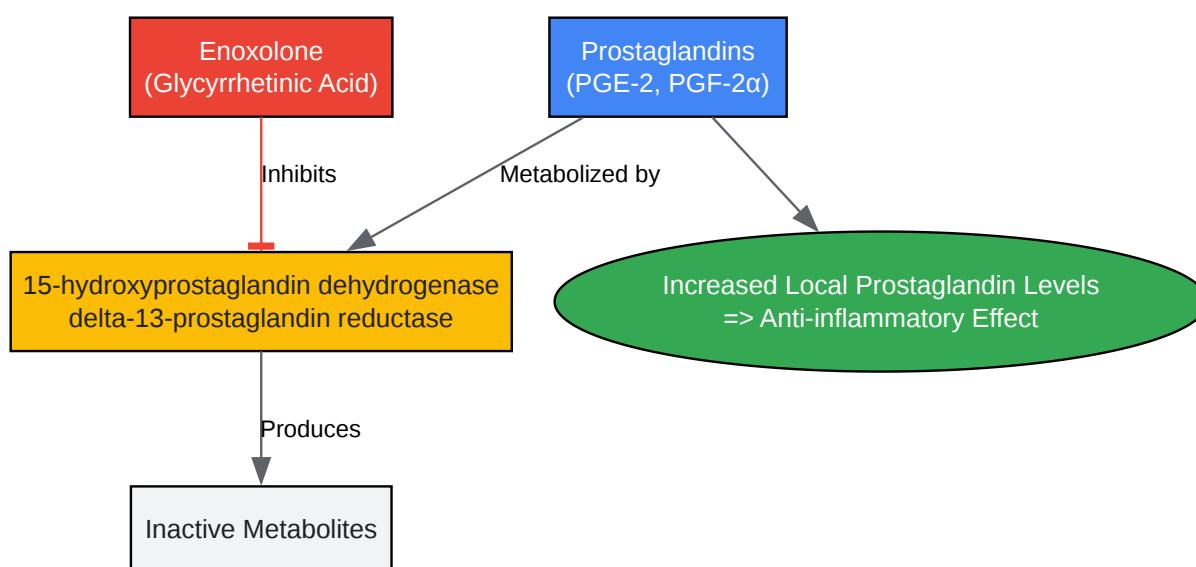 Enoxolone
(Glycyrrhetinic Acid)
Prostaglandins
(PGE-2, PGF-2α)
Inhibits
Metabolized by
15-hydroxyprostaglandin dehydrogenase
delta-13-prostaglandin reductase
Increased Local Prostaglandin Levels
=> Anti-inflammatory Effect
Produces
Inactive Metabolites